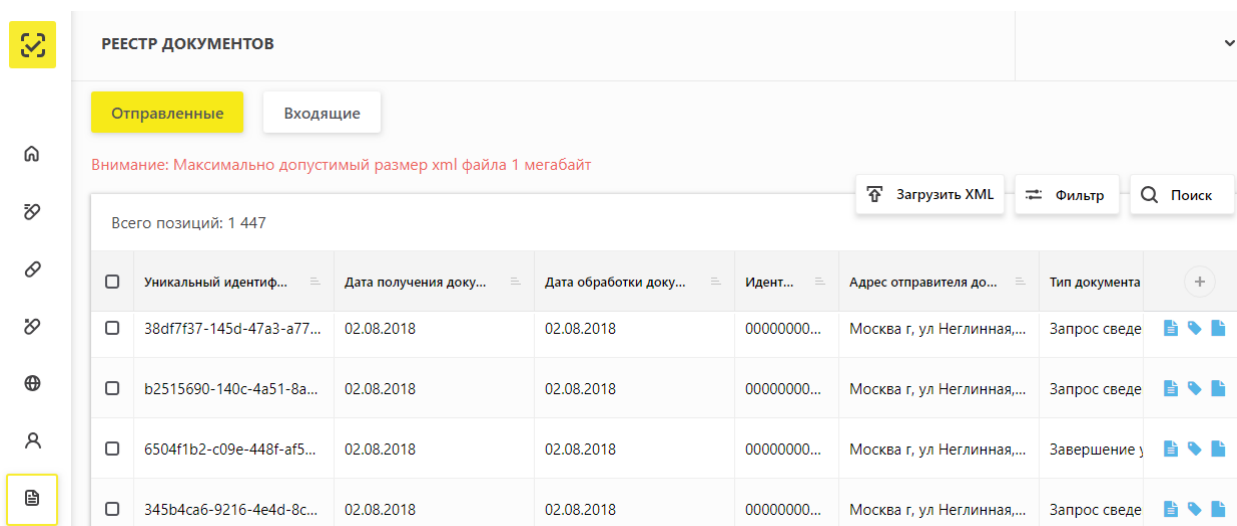 РЕЕСТР ДОКУМЕНТОВ
Отправленные Входящие
Внимание: Максимально допустимый размер xml файла 1 мегабайт
Загрузить XML Фильтр Поиск
Всего позиций: 1 447
Уникальный идентиф... Дата получения доку... Дата обработки доку... Идент... Адрес отправителя до... Тип документа
38df7f37-145d-47a3-a77... 02.08.2018 02.08.2018 00000000... Москва г, ул Неглинная,... Запрос сведе
b2515690-140c-4a51-8a... 02.08.2018 02.08.2018 00000000... Москва г, ул Неглинная,... Запрос сведе
6504f1b2-c09e-448f-af5... 02.08.2018 02.08.2018 00000000... Москва г, ул Неглинная,... Завершение у
345b4ca6-9216-4e4d-8c... 02.08.2018 02.08.2018 00000000... Москва г, ул Неглинная,... Запрос сведе